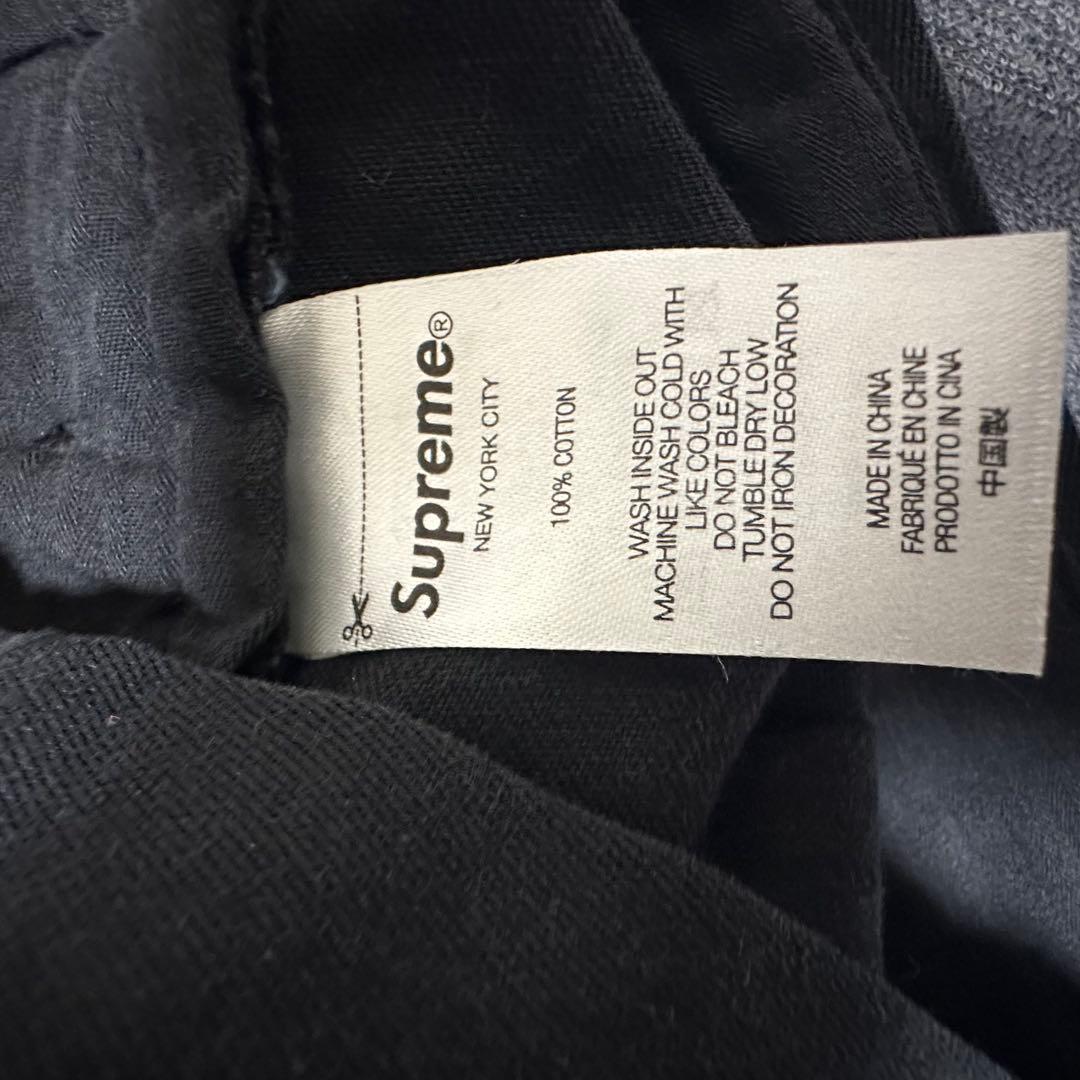 Supreme®
NEW YORK CITY
100% COTTON
WASH INSIDE OUT
MACHINE WASH COLD WITH
LIKE COLORS
DO NOT BLEACH
TUMBLE DRY LOW
DO NOT IRON DECORATION
MADE IN CHINA
FABRIQUÉ EN CHINE
PRODOTTO IN CINA
中国製